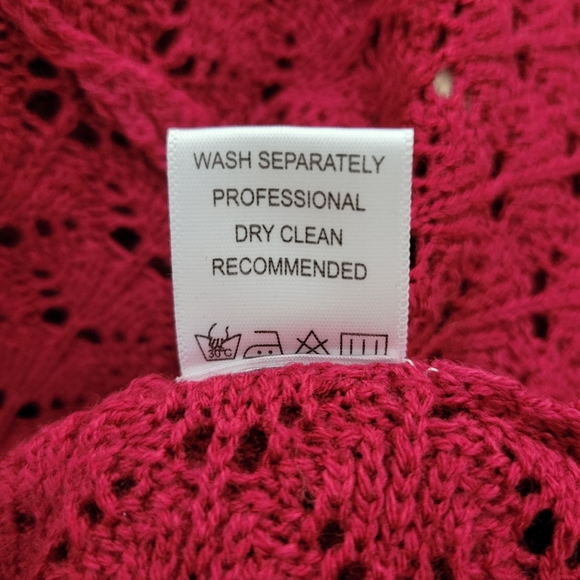 WASH SEPARATELY
PROFESSIONAL
DRY CLEAN
RECOMMENDED
30°C